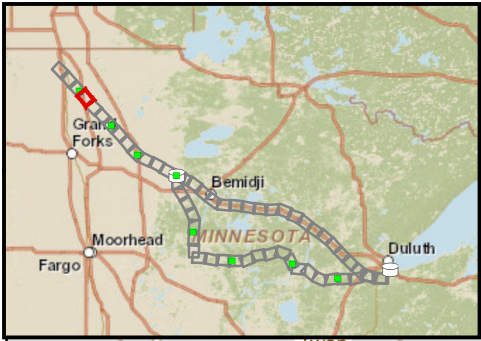 Grand
Forks
Bemidji
MINNESOTA
Moorhead
Fargo
Duluth